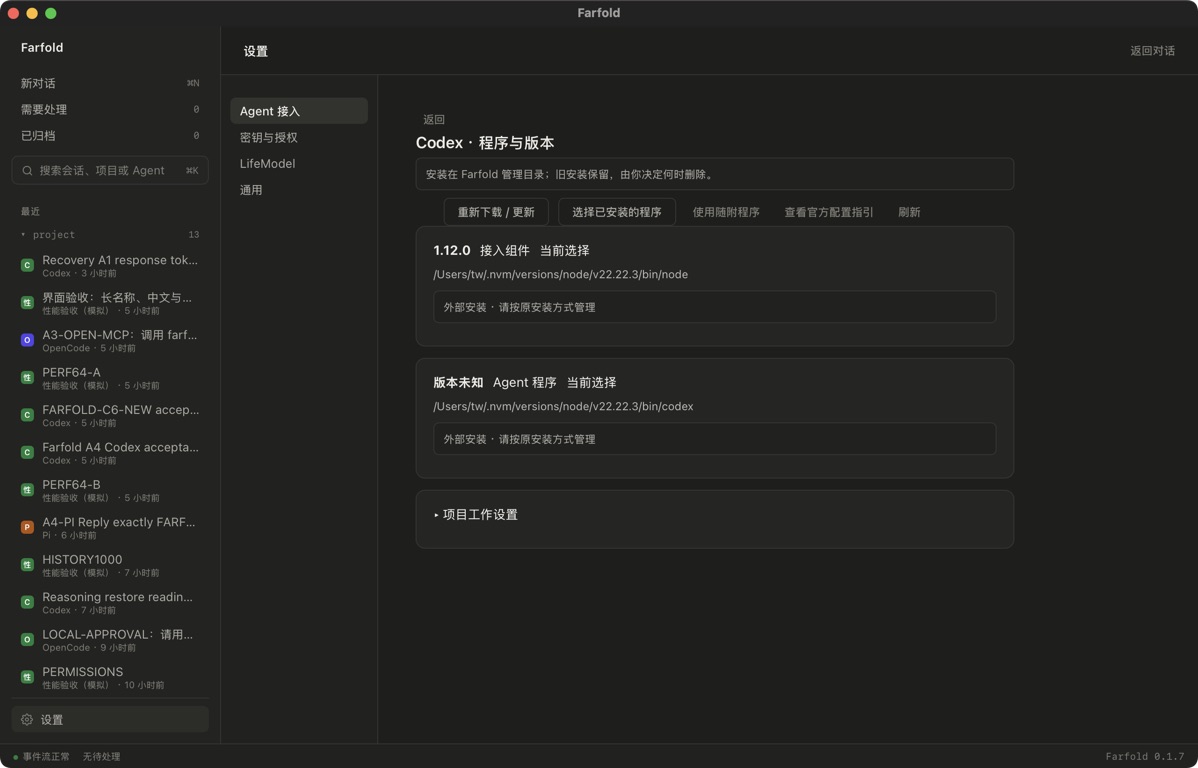 Farfold
Farfold
新对话 ⌘N
需要处理 0
已归档 0
搜索会话、项目或 Agent ⌘K
最近
project 13
C Recovery A1 response tok...
Codex · 3 小时前
性 界面验收：长名称、中文与...
性能验收（模拟） · 5 小时前
O A3-OPEN-MCP：调用 farf...
OpenCode · 5 小时前
性 PERF64-A
性能验收（模拟） · 5 小时前
C FARFOLD-C6-NEW accep...
Codex · 5 小时前
C Farfold A4 Codex accepta...
Codex · 5 小时前
性 PERF64-B
性能验收（模拟） · 5 小时前
P A4-PI Reply exactly FARF...
Pi · 6 小时前
性 HISTORY1000
性能验收（模拟） · 7 小时前
C Reasoning restore readin...
Codex · 7 小时前
O LOCAL-APPROVAL：请用...
OpenCode · 9 小时前
性 PERMISSIONS
性能验收（模拟） · 10 小时前
设置
设置 返回对话
Agent 接入
密钥与授权
LifeModel
通用
返回
Codex · 程序与版本
安装在 Farfold 管理目录；旧安装保留，由你决定何时删除。
重新下载 / 更新 选择已安装的程序 使用随附程序 查看官方配置指引 刷新
1.12.0 接入组件 当前选择
/Users/tw/.nvm/versions/node/v22.22.3/bin/node
外部安装 · 请按原安装方式管理
版本未知 Agent 程序 当前选择
/Users/tw/.nvm/versions/node/v22.22.3/bin/codex
外部安装 · 请按原安装方式管理
项目工作设置
事件流正常 无待处理 Farfold 0.1.7